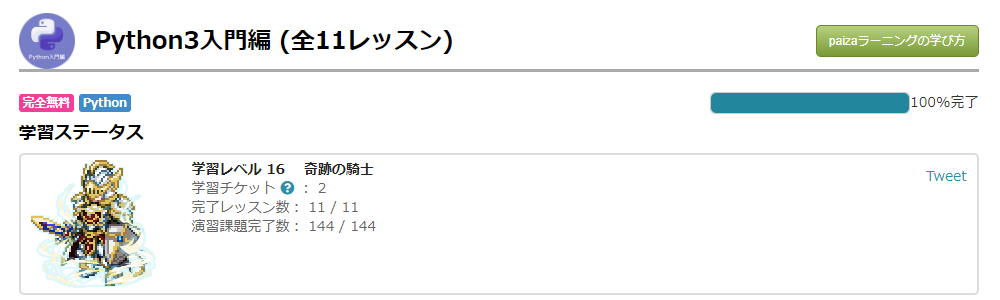 Python3入門編 (全11レッスン)
Python3入門編
paizaラーニングの学び方
完全無料 Python
100%完了
学習ステータス
学習レベル 16 奇跡の騎士
Tweet
学習チケット ? : 2
完了レッスン数: 11 / 11
演習課題完了数: 144 / 144